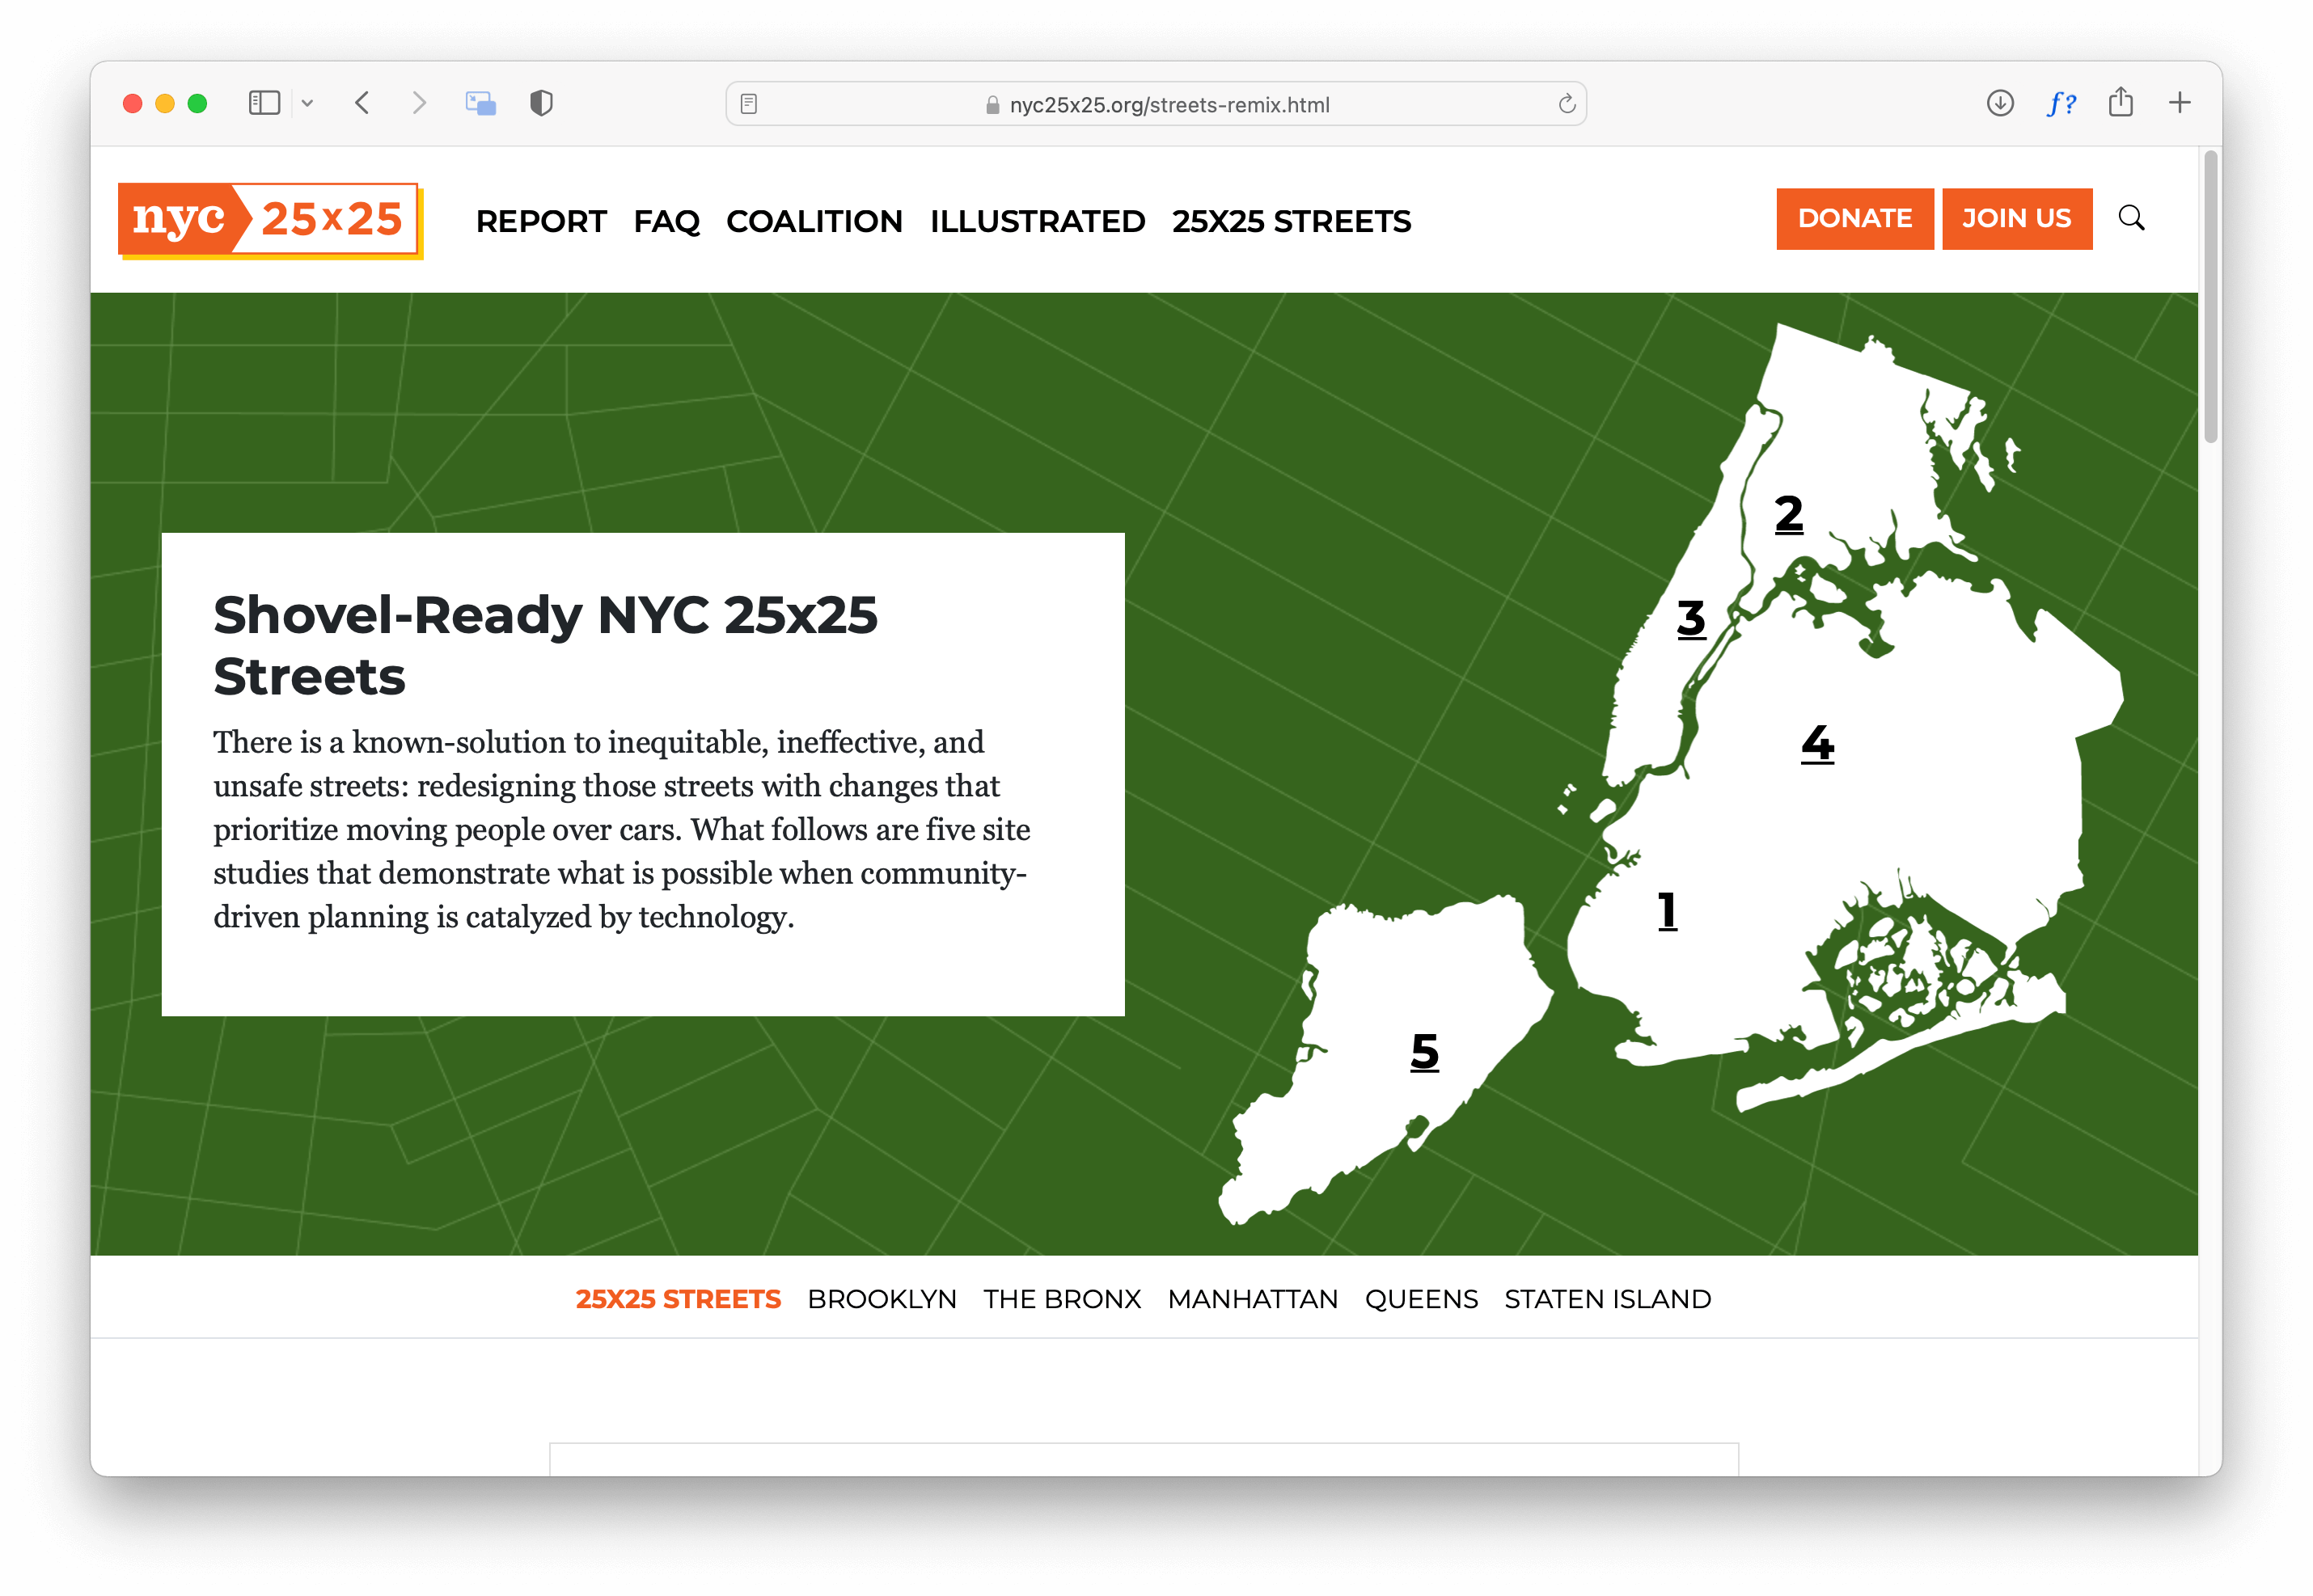 nyc25x25.org/streets-remix.html
f?
nyc 25x25
REPORT FAQ COALITION ILLUSTRATED 25X25 STREETS
DONATE JOIN US
Shovel-Ready NYC 25x25
Streets
There is a known-solution to inequitable, ineffective, and
unsafe streets: redesigning those streets with changes that
prioritize moving people over cars. What follows are five site
studies that demonstrate what is possible when community-
driven planning is catalyzed by technology.
2
3
4
1
5
25X25 STREETS BROOKLYN THE BRONX MANHATTAN QUEENS STATEN ISLAND